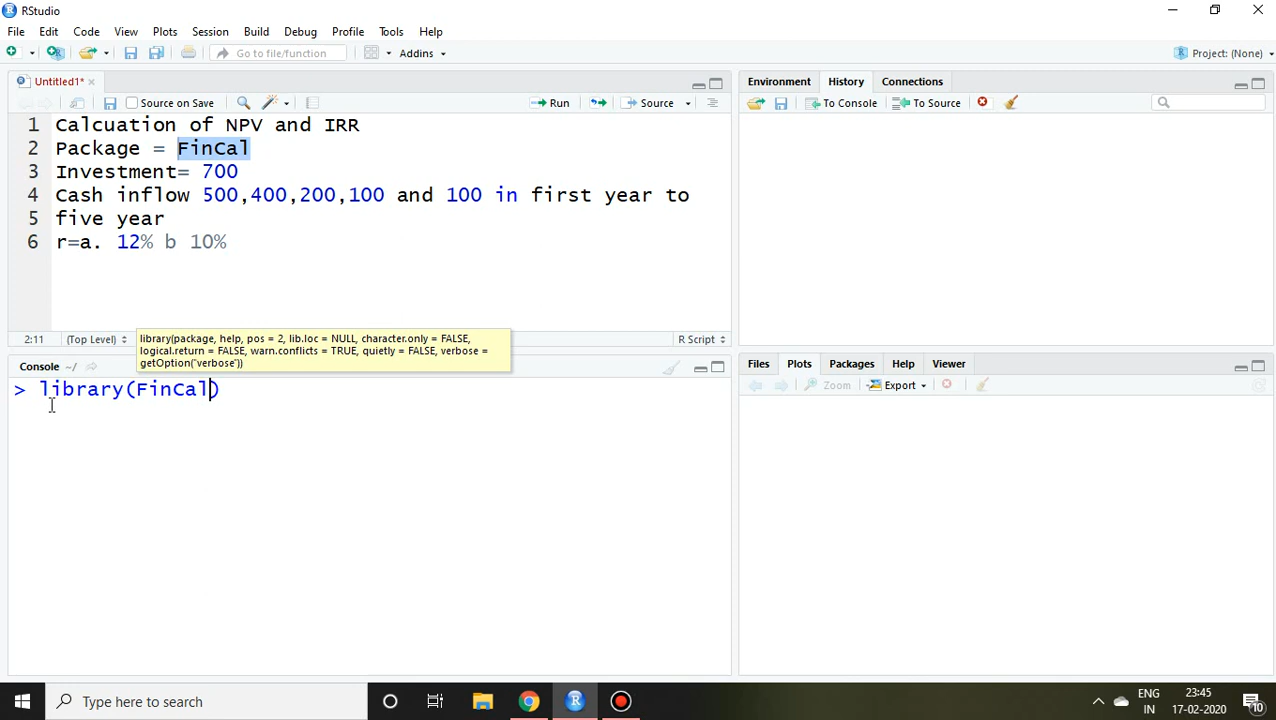 RStudio
File Edit Code View Plots Session Build Debug Profile Tools Help
Go to file/function
Addins
Project: (None)
Untitled1*
Source on Save
Run
Source
1 Calcuation of NPV and IRR
2 Package = FinCal
3 Investment= 700
4 Cash inflow 500,400,200,100 and 100 in first year to
5 five year
6 r=a. 12% b 10%
2:11 (Top Level) R Script
library(package, help, pos = 2, lib.loc = NULL, character.only = FALSE,
logical.return = FALSE, warn.conflicts = TRUE, quietly = FALSE, verbose =
getOption("verbose"))
Console ~/
> library(FinCal)
Environment History Connections
To Console To Source
Files Plots Packages Help Viewer
Zoom Export
Type here to search
ENG
IN
23:45
17-02-2020
10